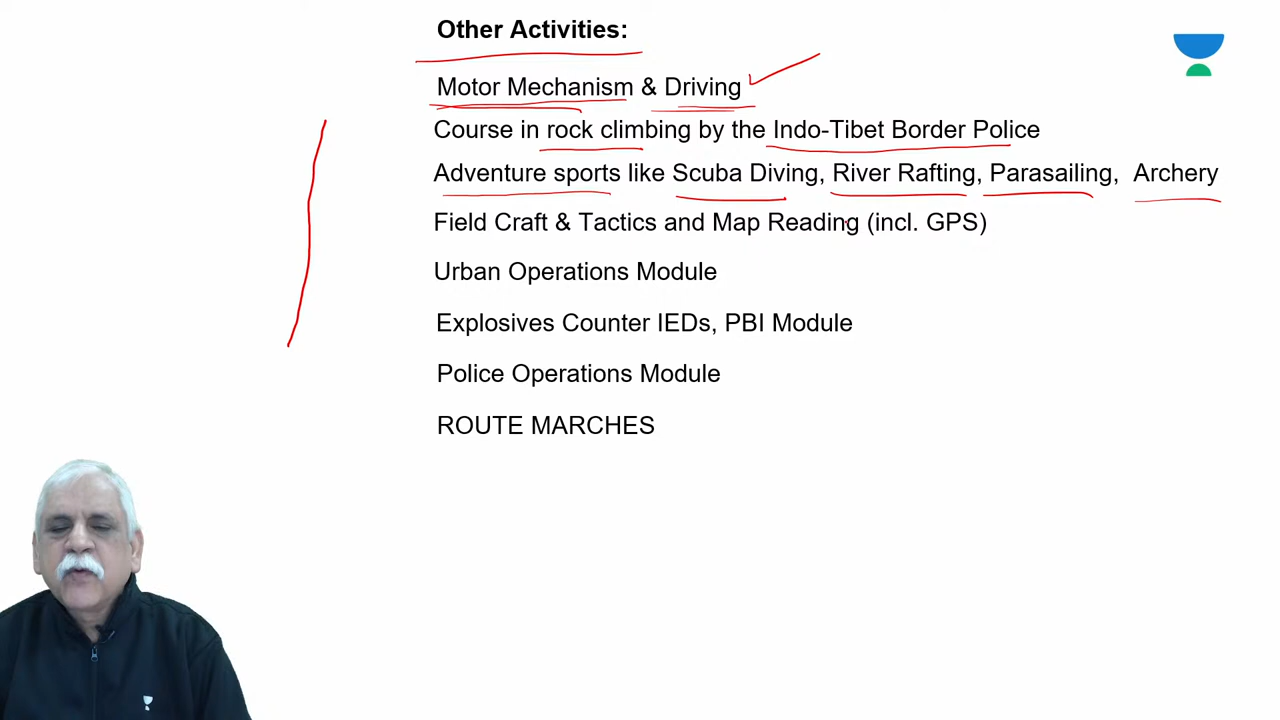 Other Activities:
Motor Mechanism & Driving
Course in rock climbing by the Indo-Tibet Border Police
Adventure sports like Scuba Diving, River Rafting, Parasailing, Archery
Field Craft & Tactics and Map Reading (incl. GPS)
Urban Operations Module
Explosives Counter IEDs, PBI Module
Police Operations Module
ROUTE MARCHES